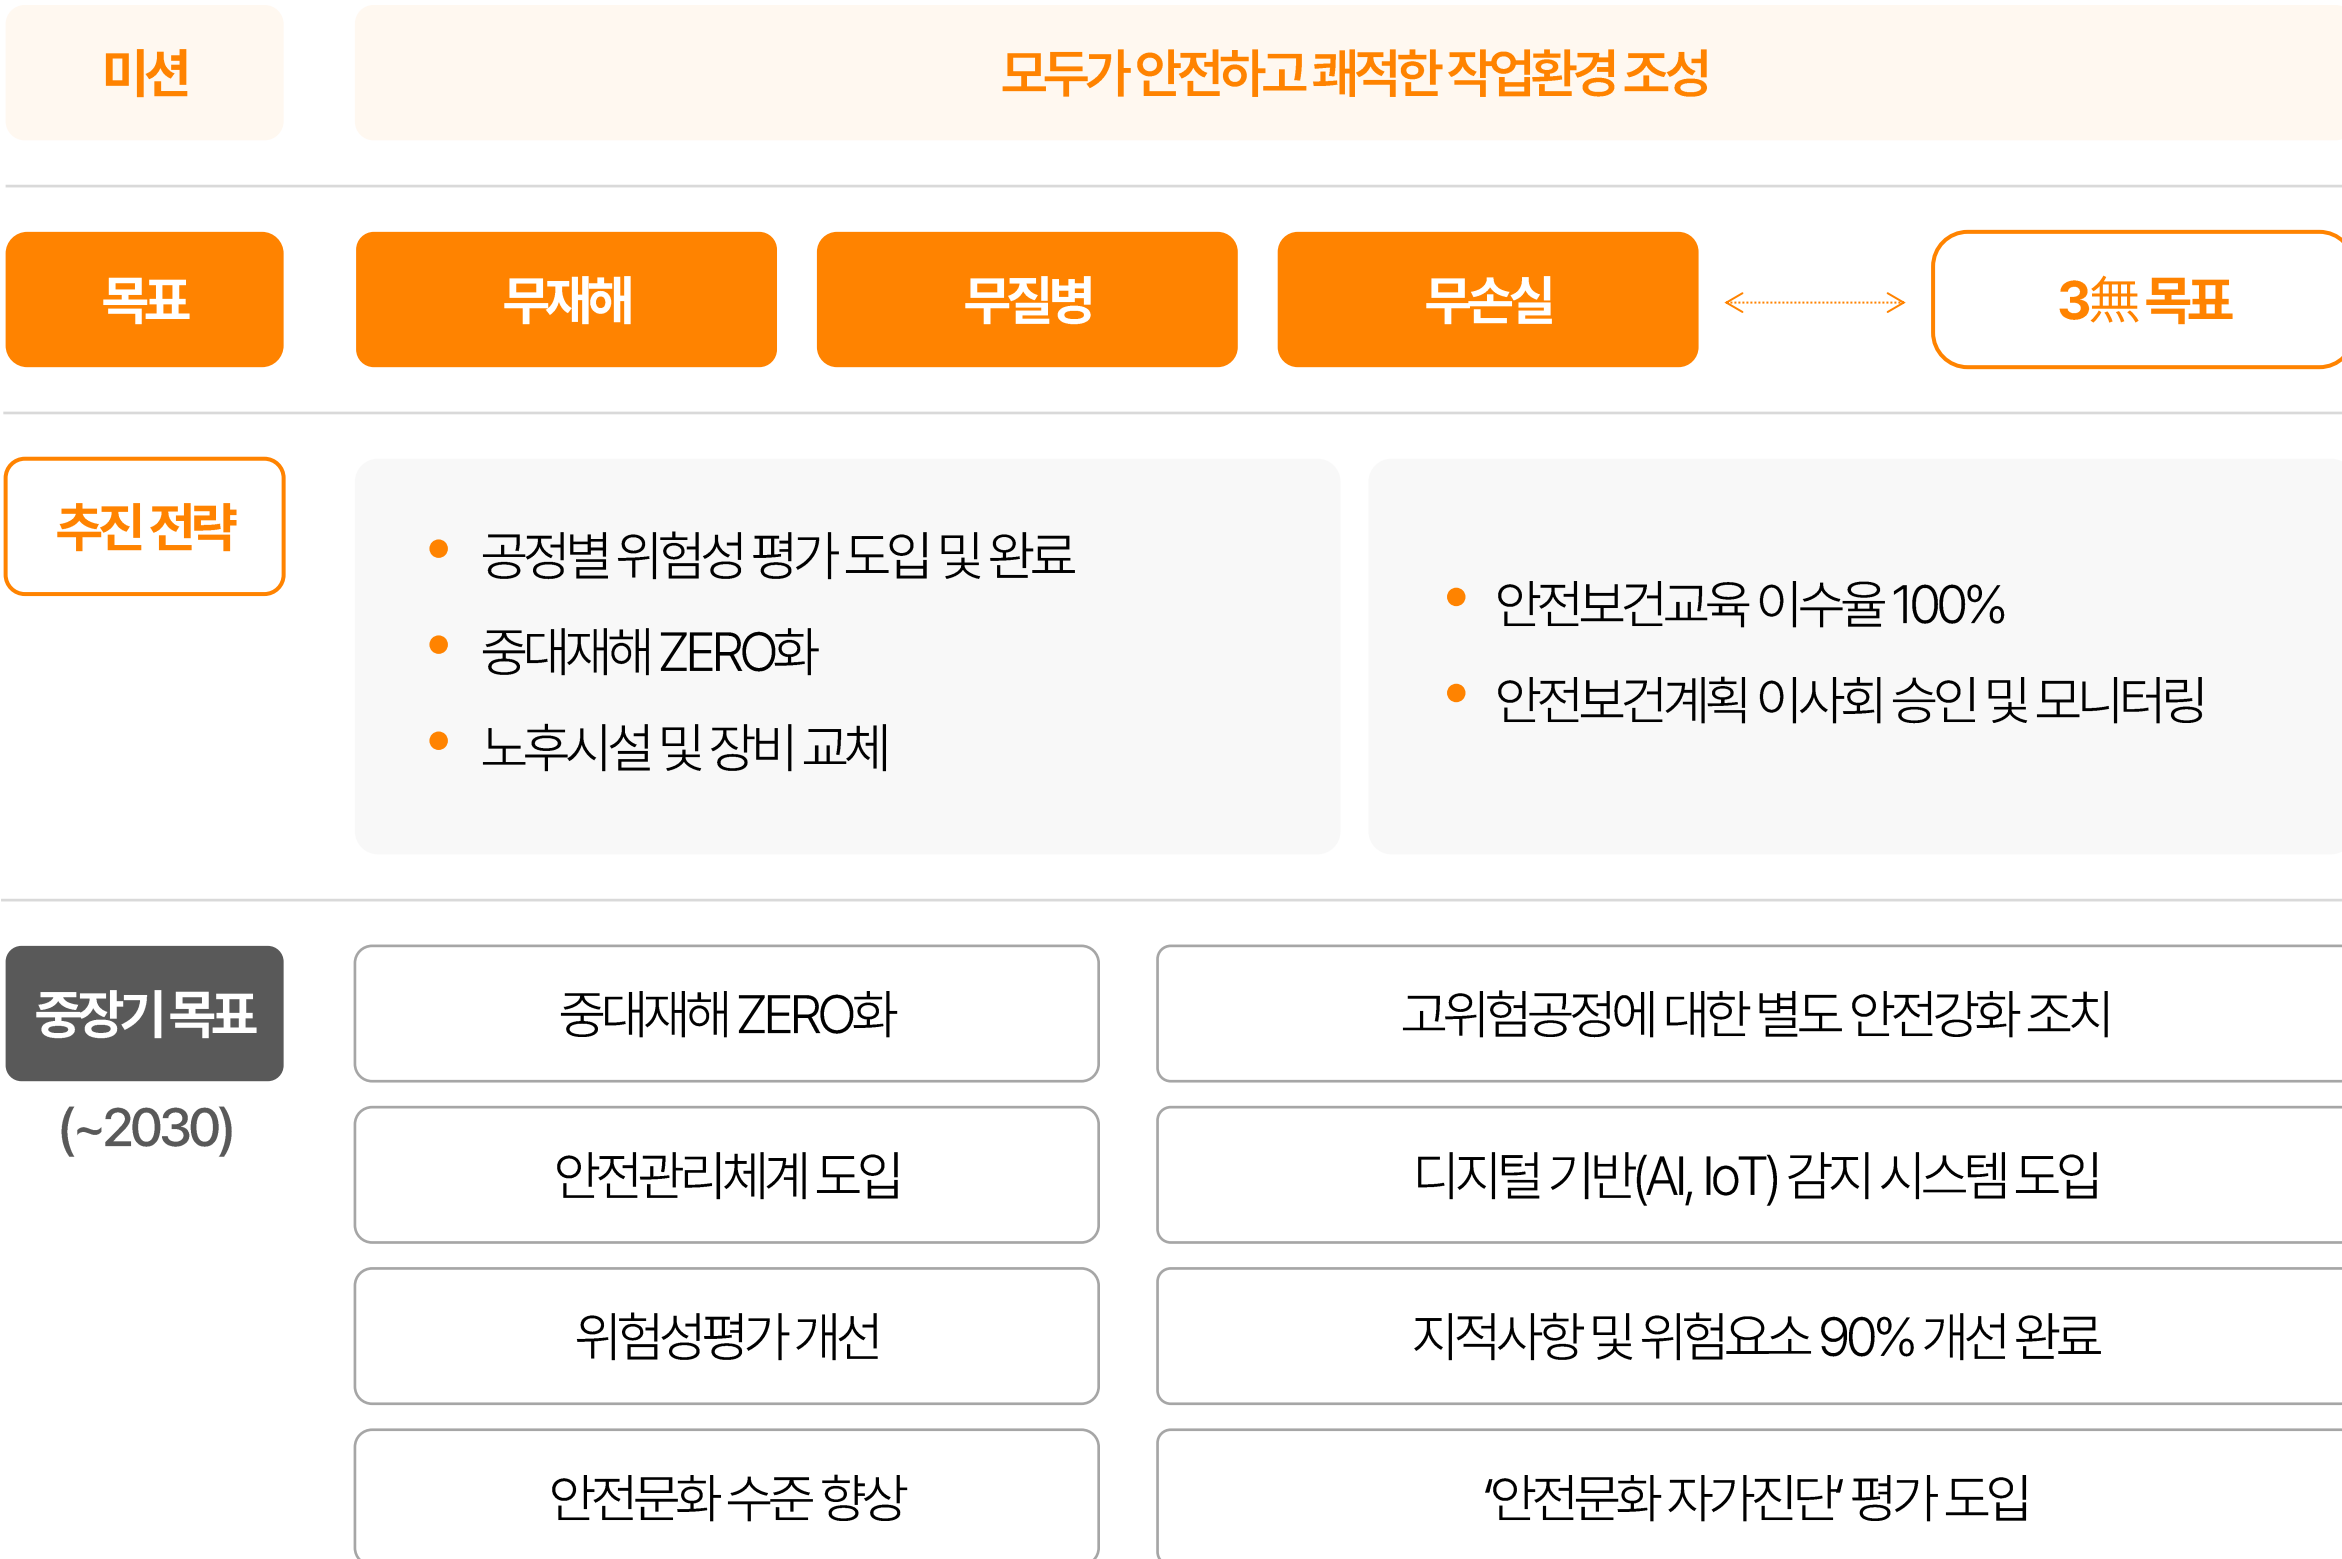 미션
모두가 안전하고 쾌적한 작업환경 조성
목표
무재해
무질병
무손실
3無 목표
추진 전략
공정별 위험성 평가 도입 및 완료
중대재해 ZERO화
노후시설 및 장비 교체
안전보건교육 이수율 100%
안전보건계획 이사회 승인 및 모니터링
중장기 목표
(~2030)
중대재해 ZERO화
고위험공정에 대한 별도 안전강화 조치
안전관리체계 도입
디지털 기반(AI, IoT) 감지 시스템 도입
위험성평가 개선
지적사항 및 위험요소 90% 개선 완료
안전문화 수준 향상
‘안전문화 자가진단’ 평가 도입